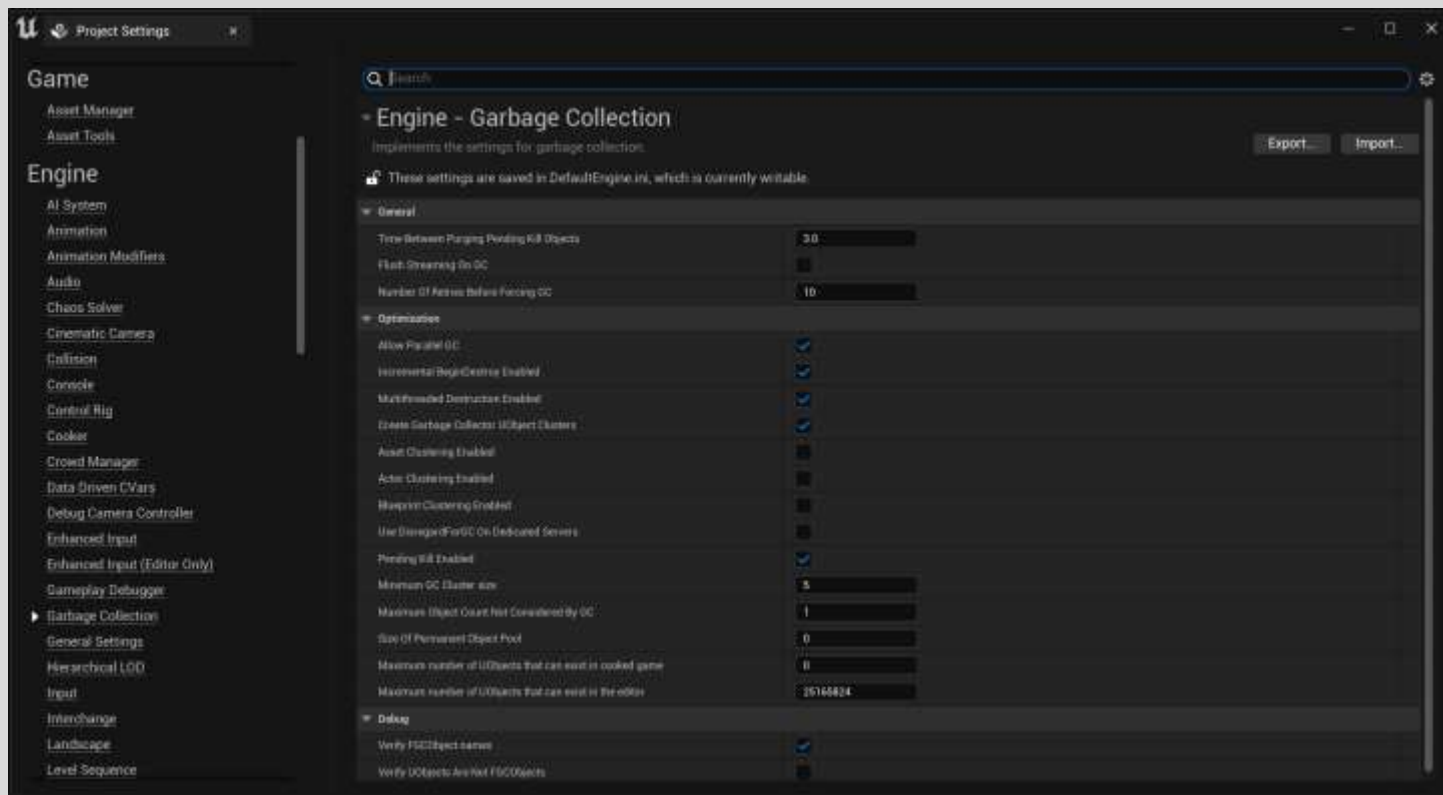 Project Settings
Game
Asset Manager
Asset Tools
Engine
AI System
Animation
Animation Modifiers
Audio
Chaos Solver
Cinematic Camera
Collision
Console
Control Rig
Cooker
Crowd Manager
Data Driven CVars
Debug Camera Controller
Enhanced Input
Enhanced Input (Editor Only)
Gameplay Debugger
Garbage Collection
General Settings
Hierarchical LOD
Input
Interchange
Landscape
Level Sequence
Search
Engine - Garbage Collection
Implements the settings for garbage collection.
Export...
Import...
These settings are saved in DefaultEngine.ini, which is currently writable.
General
Time Between Purging Pending Kill Objects 30
Flush Streaming On GC
Number Of Retries Before Forcing GC 10
Optimization
Allow Parallel GC
Incremental BeginDestroy Enabled
Multithreaded Destruction Enabled
Create Garbage Collector UObject Clusters
Asset Clustering Enabled
Actor Clustering Enabled
Blueprint Clustering Enabled
Use DisregardForGC On Dedicated Servers
Pending Kill Enabled
Minimum GC Cluster size 5
Maximum Object Count Not Considered By GC 1
Size Of Permanent Object Pool 0
Maximum number of UObjects that can exist in cooked game 0
Maximum number of UObjects that can exist in the editor 25165824
Debug
Verify FGCObject names
Verify UObjects Are Not FGCObjects